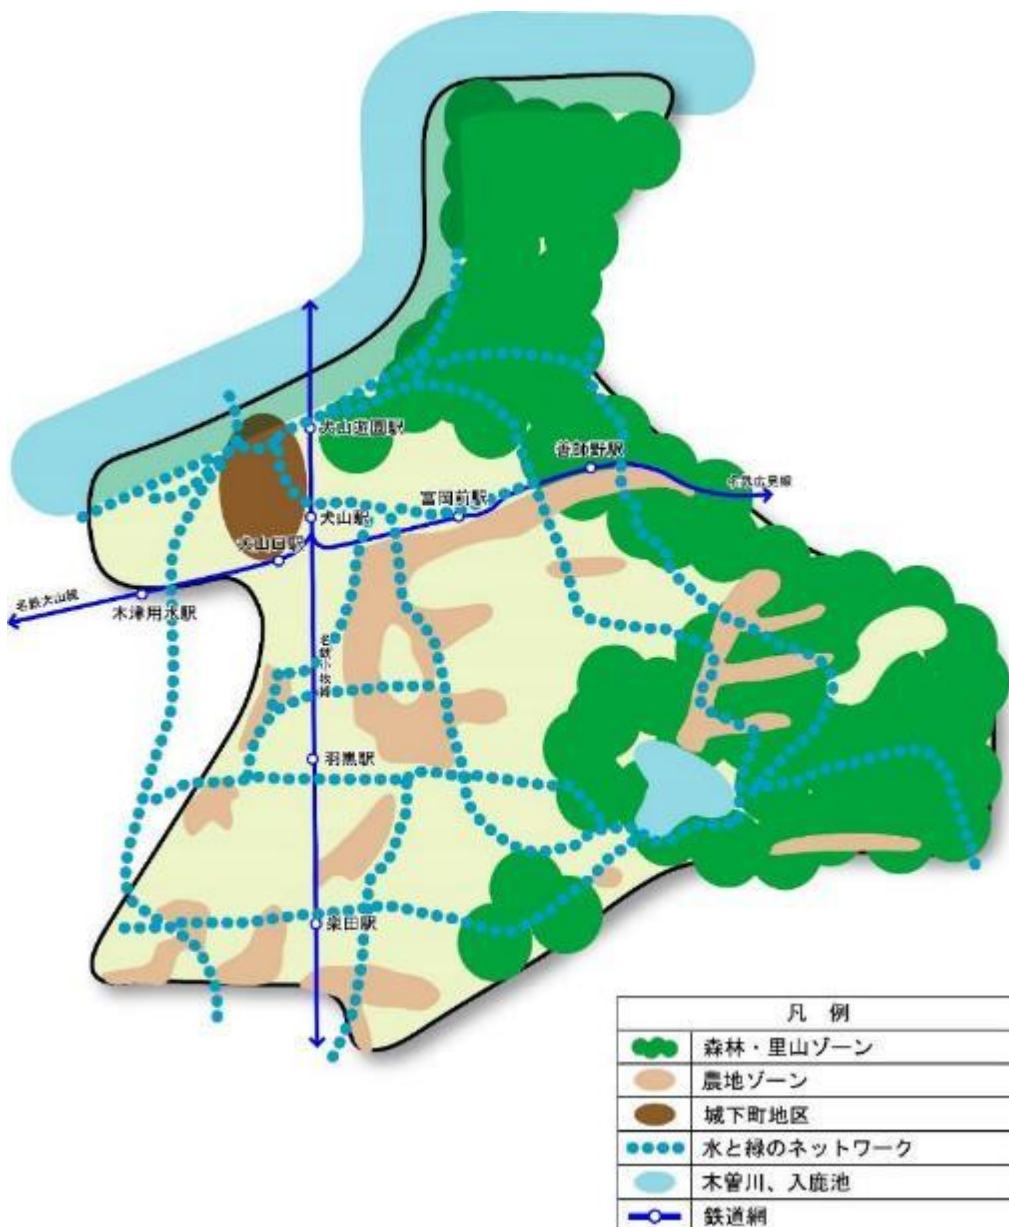 犬山遊園駅
善師野駅
名鉄広見線
富岡前駅
犬山駅
犬山口駅
名鉄犬山線
木津用水駅
名鉄小牧線
羽黒駅
楽田駅
凡 例
森林・里山ゾーン
農地ゾーン
城下町地区
水と緑のネットワーク
木曽川、入鹿池
鉄道網